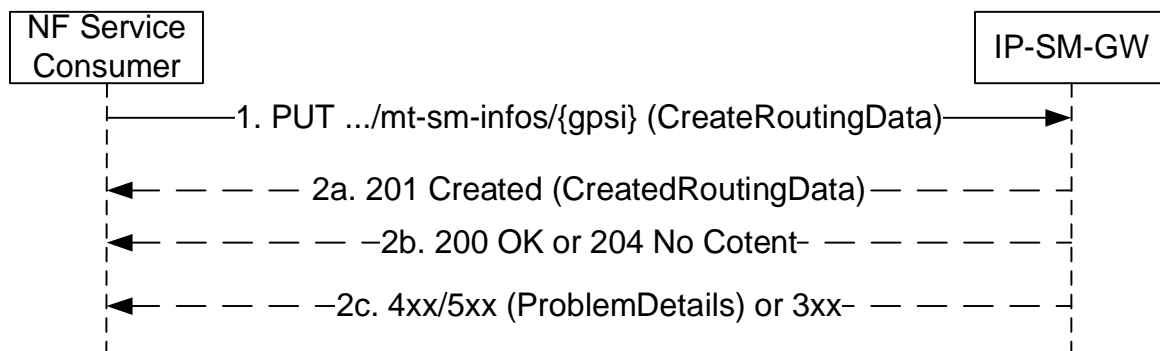 NF Service
Consumer
IP-SM-GW
1. PUT .../mt-sm-infos/{gpsi} (CreateRoutingData)
2a. 201 Created (CreatedRoutingData)
2b. 200 OK or 204 No Cotent
2c. 4xx/5xx (ProblemDetails) or 3xx